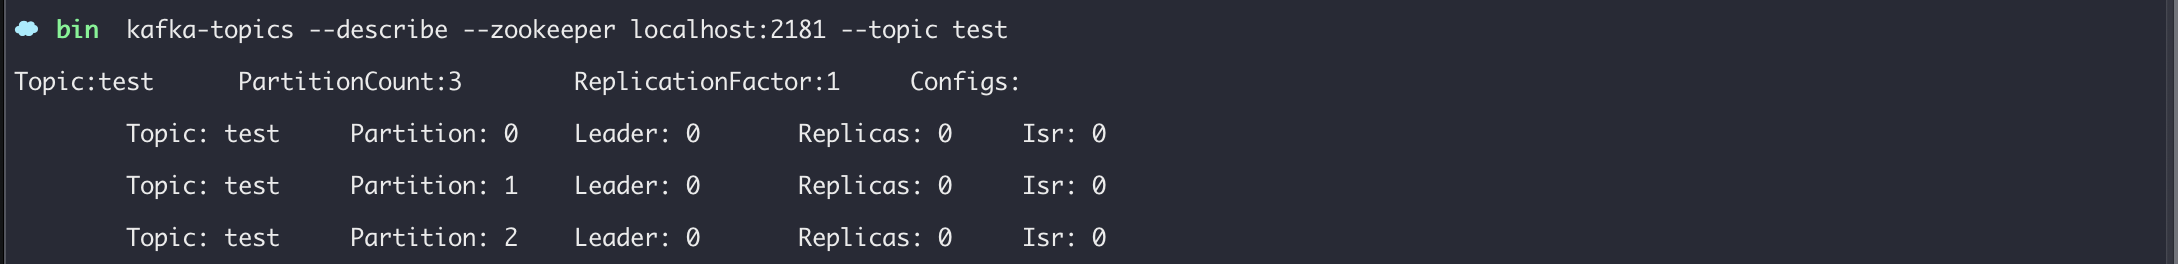 bin kafka-topics --describe --zookeeper localhost:2181 --topic test
Topic:test PartitionCount:3 ReplicationFactor:1 Configs:
Topic: test Partition: 0 Leader: 0 Replicas: 0 Isr: 0
Topic: test Partition: 1 Leader: 0 Replicas: 0 Isr: 0
Topic: test Partition: 2 Leader: 0 Replicas: 0 Isr: 0